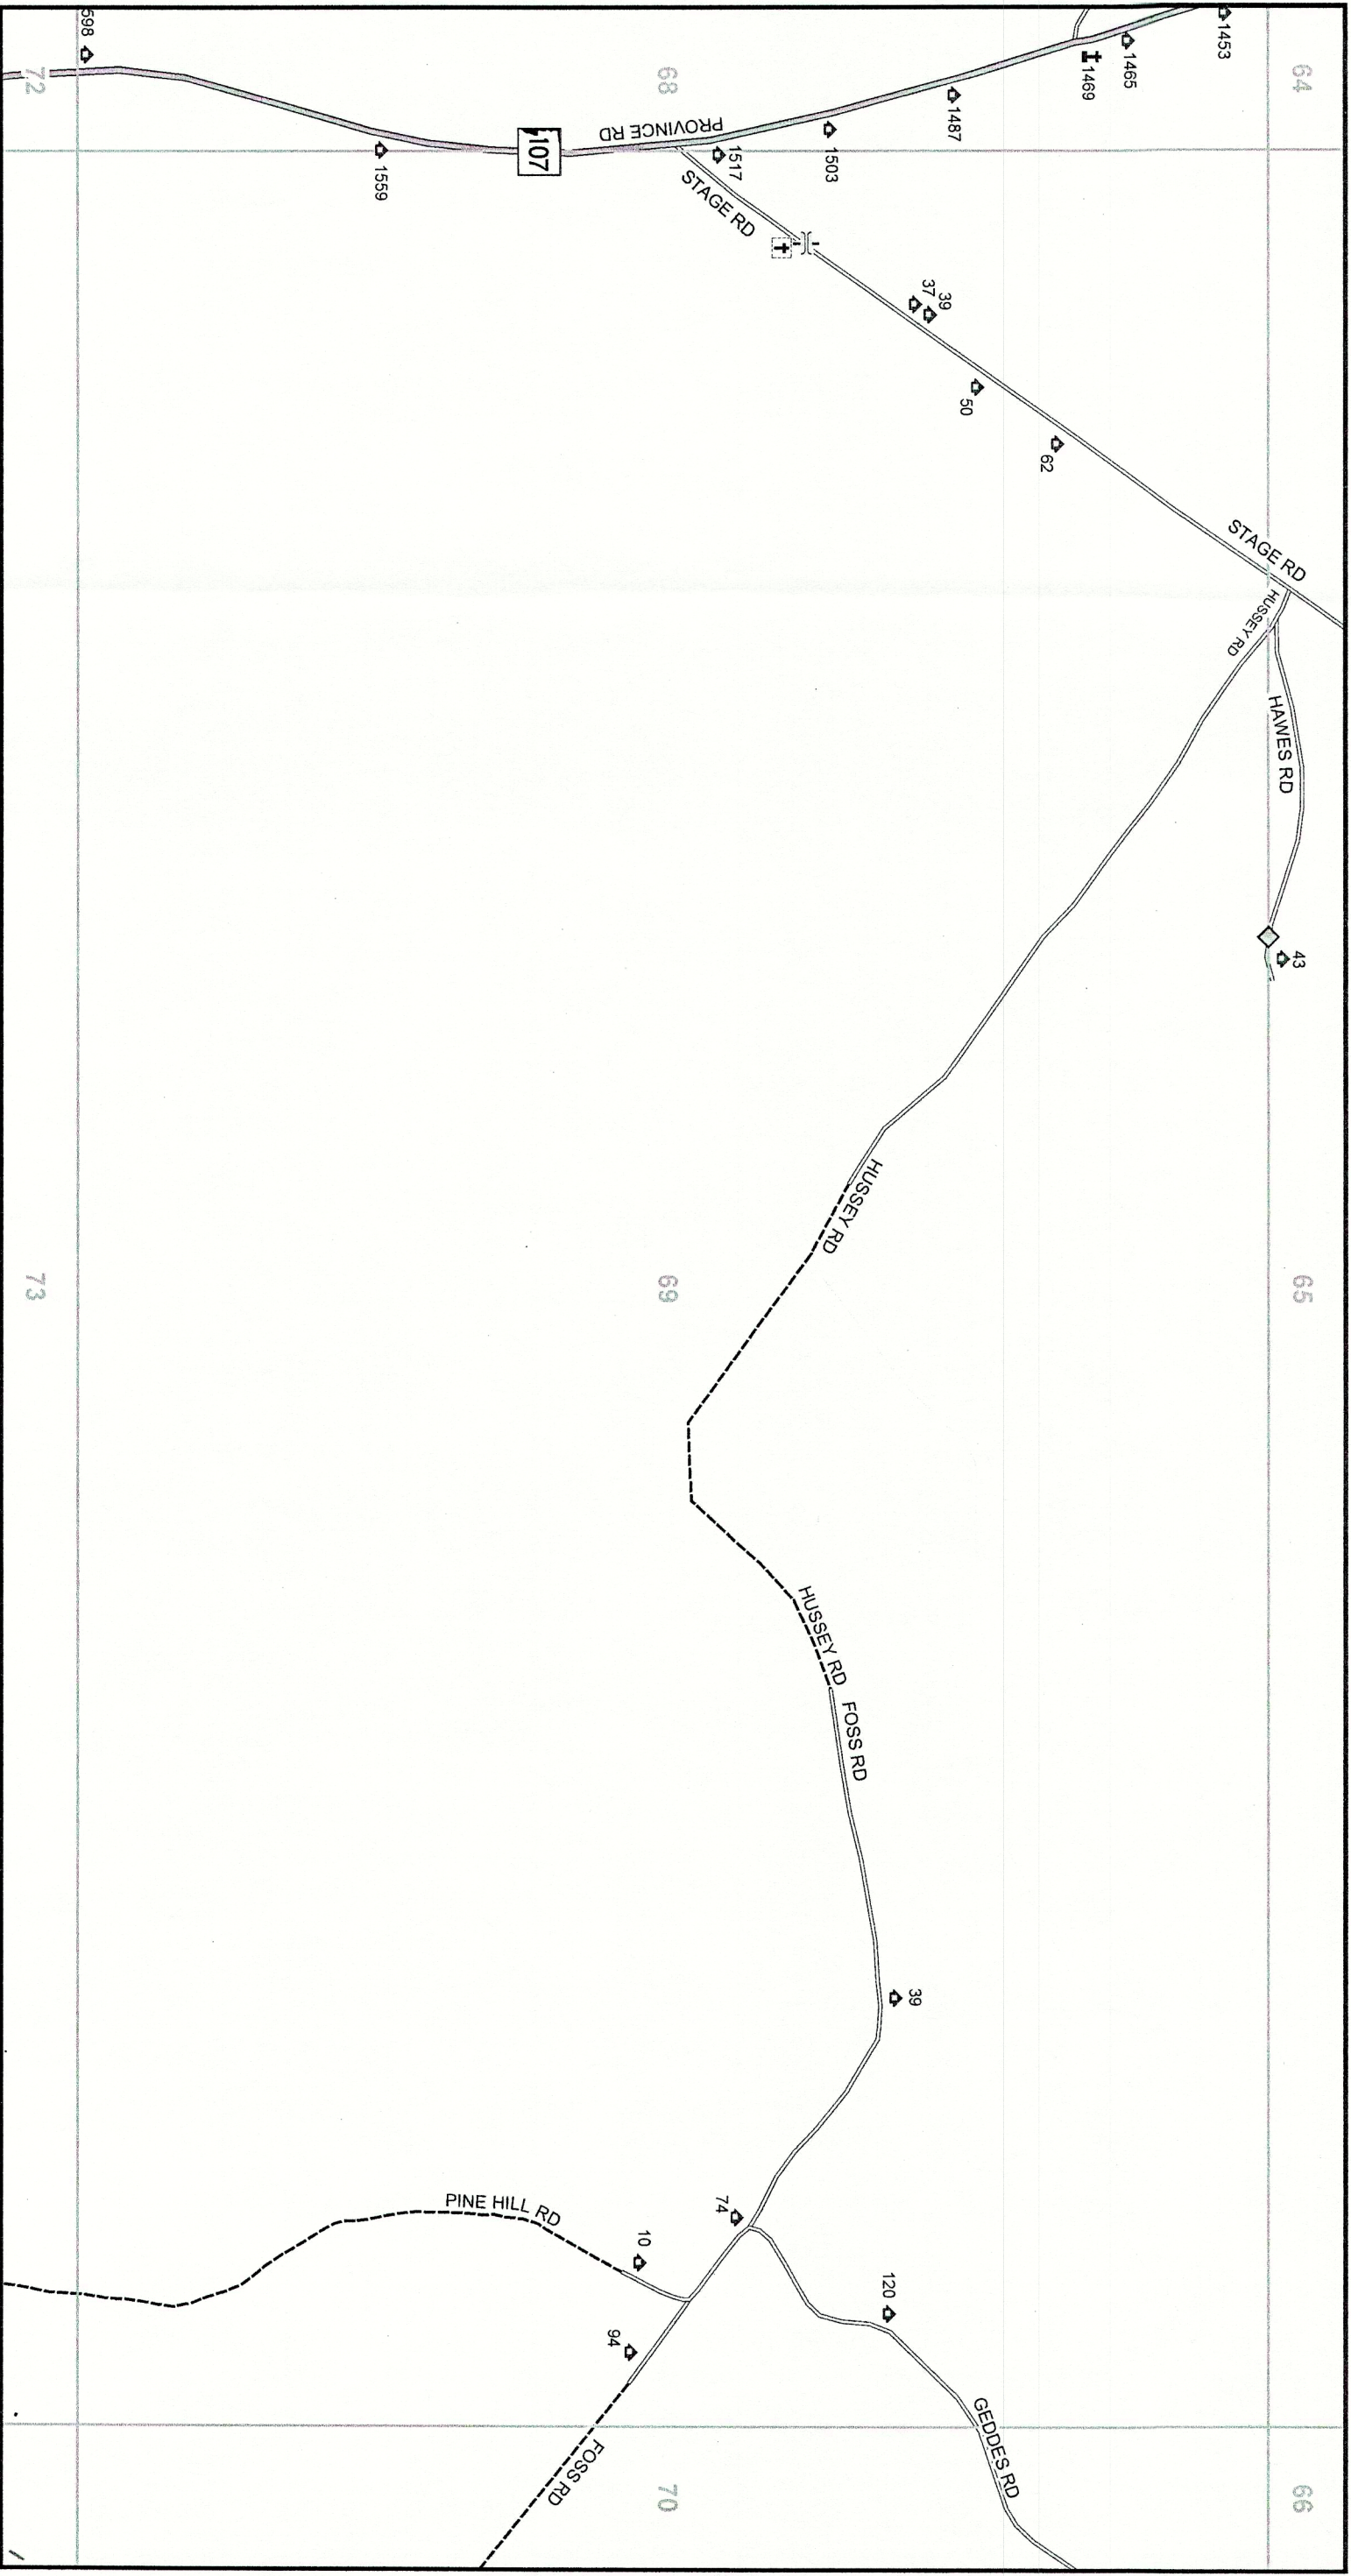 64
65
66
1453
1465
1469
1487
1503
1517
PROVINCE RD
107
1559
598
STAGE RD
37
39
50
62
STAGE RD
HUSSEY RD
HAWES RD
43
HUSSEY RD
HUSSEY RD
FOSS RD
39
74
120
GEDDES RD
10
PINE HILL RD
94
FOSS RD
68
69
70
72
73